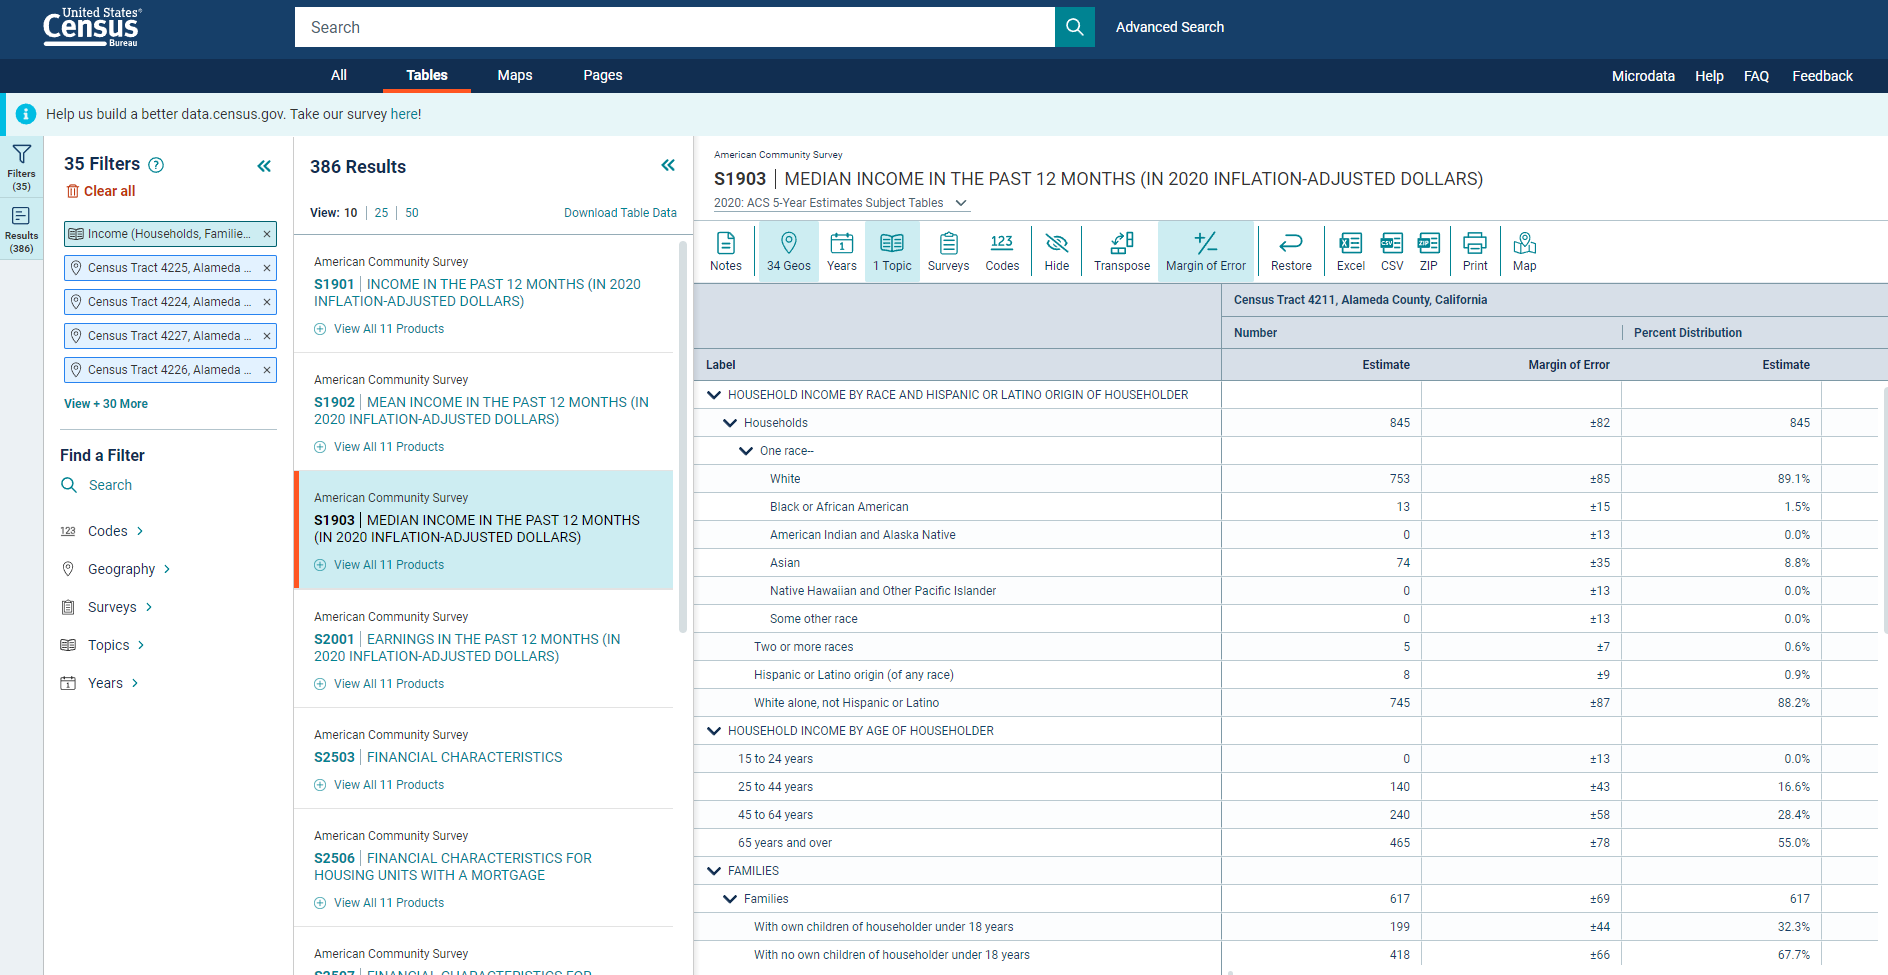 United States®
Census
Bureau
Search
Advanced Search
All
Tables
Maps
Pages
Microdata
Help
FAQ
Feedback
Help us build a better data.census.gov. Take our survey here!
Filters
(35)
Results
(386)
35 Filters
Clear all
Income (Households, Familie...
Census Tract 4225, Alameda ...
Census Tract 4224, Alameda ...
Census Tract 4227, Alameda ...
Census Tract 4226, Alameda ...
View + 30 More
Find a Filter
Search
123 Codes
Geography
Surveys
Topics
Years
386 Results
View: 10 | 25 | 50
Download Table Data
American Community Survey
S1901 | INCOME IN THE PAST 12 MONTHS (IN 2020
INFLATION-ADJUSTED DOLLARS)
View All 11 Products
American Community Survey
S1902 | MEAN INCOME IN THE PAST 12 MONTHS (IN
2020 INFLATION-ADJUSTED DOLLARS)
View All 11 Products
American Community Survey
S1903 | MEDIAN INCOME IN THE PAST 12 MONTHS
(IN 2020 INFLATION-ADJUSTED DOLLARS)
View All 11 Products
American Community Survey
S2001 | EARNINGS IN THE PAST 12 MONTHS (IN
2020 INFLATION-ADJUSTED DOLLARS)
View All 11 Products
American Community Survey
S2503 | FINANCIAL CHARACTERISTICS
View All 11 Products
American Community Survey
S2506 | FINANCIAL CHARACTERISTICS FOR
HOUSING UNITS WITH A MORTGAGE
View All 11 Products
American Community Survey
S2507 | FINANCIAL CHARACTERISTICS FOR
American Community Survey
S1903 | MEDIAN INCOME IN THE PAST 12 MONTHS (IN 2020 INFLATION-ADJUSTED DOLLARS)
2020: ACS 5-Year Estimates Subject Tables
Notes
34 Geos
Years
1 Topic
Surveys
123 Codes
Hide
Transpose
Margin of Error
Restore
Excel
CSV
ZIP
Print
Map
Census Tract 4211, Alameda County, California
Number
Percent Distribution
Label Estimate Margin of Error Estimate
HOUSEHOLD INCOME BY RACE AND HISPANIC OR LATINO ORIGIN OF HOUSEHOLDER
Households 845 ±82 845
One race--
White 753 ±85 89.1%
Black or African American 13 ±15 1.5%
American Indian and Alaska Native 0 ±13 0.0%
Asian 74 ±35 8.8%
Native Hawaiian and Other Pacific Islander 0 ±13 0.0%
Some other race 0 ±13 0.0%
Two or more races 5 ±7 0.6%
Hispanic or Latino origin (of any race) 8 ±9 0.9%
White alone, not Hispanic or Latino 745 ±87 88.2%
HOUSEHOLD INCOME BY AGE OF HOUSEHOLDER
15 to 24 years 0 ±13 0.0%
25 to 44 years 140 ±43 16.6%
45 to 64 years 240 ±58 28.4%
65 years and over 465 ±78 55.0%
FAMILIES
Families 617 ±69 617
With own children of householder under 18 years 199 ±44 32.3%
With no own children of householder under 18 years 418 ±66 67.7%